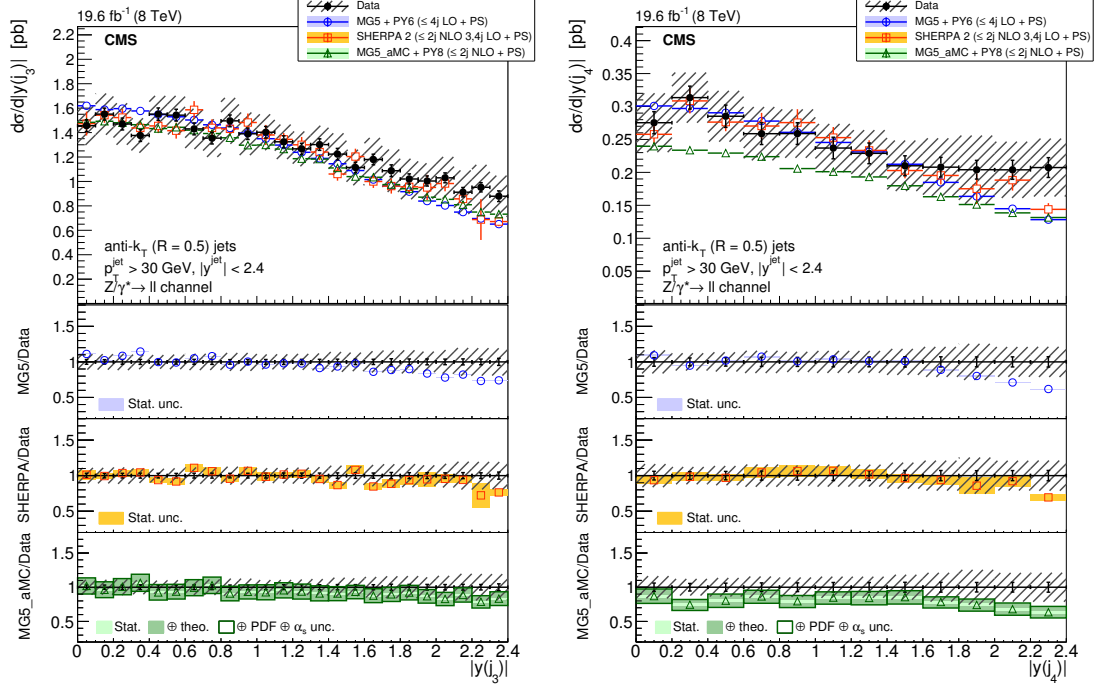 19.6 fb⁻¹ (8 TeV)
Data
MG5 + PY6 (≤ 4j LO + PS)
SHERPA 2 (≤ 2j NLO 3,4j LO + PS)
MG5_aMC + PY8 (≤ 2j NLO + PS)
CMS
dσ/d|y(j₃)| [pb]
2.2
2
1.8
1.6
1.4
1.2
1
0.8
0.6
0.4
0.2
0
anti-k_T (R = 0.5) jets
p_T^jet > 30 GeV, |y^jet| < 2.4
Z/γ* → ll channel
MG5/Data
1.5
1
0.5
Stat. unc.
SHERPA/Data
1.5
1
0.5
Stat. unc.
MG5_aMC/Data
1.5
1
0.5
Stat. ⊕ theo. ⊕ PDF ⊕ αₛ unc.
0 0.2 0.4 0.6 0.8 1 1.2 1.4 1.6 1.8 2 2.2 2.4
|y(j₃)|
19.6 fb⁻¹ (8 TeV)
Data
MG5 + PY6 (≤ 4j LO + PS)
SHERPA 2 (≤ 2j NLO 3,4j LO + PS)
MG5_aMC + PY8 (≤ 2j NLO + PS)
CMS
dσ/d|y(j₄)| [pb]
0.4
0.35
0.3
0.25
0.2
0.15
0.1
0.05
0
anti-k_T (R = 0.5) jets
p_T^jet > 30 GeV, |y^jet| < 2.4
Z/γ* → ll channel
MG5/Data
1.5
1
0.5
Stat. unc.
SHERPA/Data
1.5
1
0.5
Stat. unc.
MG5_aMC/Data
1.5
1
0.5
Stat. ⊕ theo. ⊕ PDF ⊕ αₛ unc.
0 0.2 0.4 0.6 0.8 1 1.2 1.4 1.6 1.8 2 2.2 2.4
|y(j₄)|